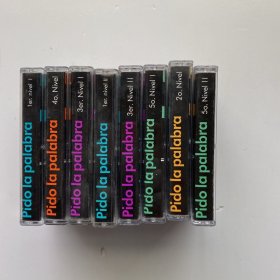 Pido la palabra 1er. Nivel I
Pido la palabra 4o. Nivel
Pido la palabra 3er. Nivel I
Pido la palabra 1er. Nivel I
Pido la palabra 3er. Nivel II
Pido la palabra 5o. Nivel I
Pido la palabra 2o. Nivel
Pido la palabra 5o. Nivel II